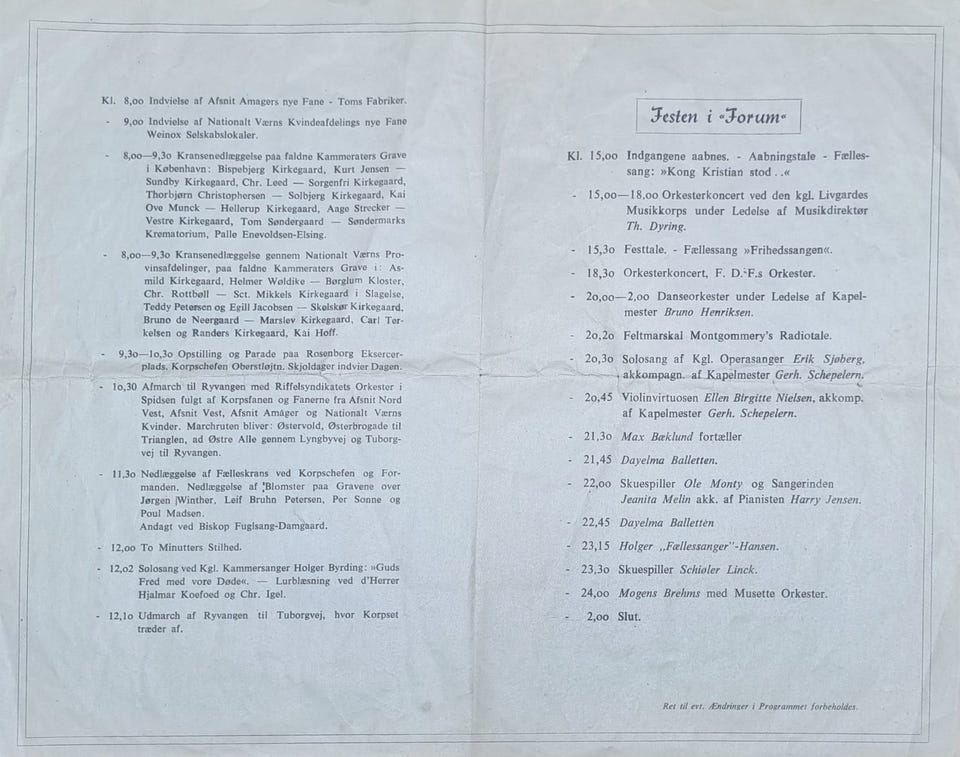 Kl. 8,oo Indvielse af Afsnit Amagers nye Fane - Toms Fabriker.
- 9,oo Indvielse af Nationalt Værns Kvindeafdelings nye Fane
Weinox Selskabslokaler.
- 8,oo—9,3o Kransenedlæggelse paa faldne Kammeraters Grave
i København: Bispebjerg Kirkegaard, Kurt Jensen —
Sundby Kirkegaard, Chr. Leed — Sorgenfri Kirkegaard,
Thorbjørn Christophersen — Solbjerg Kirkegaard, Kai
Ove Munck — Hellerup Kirkegaard, Aage Strecker —
Vestre Kirkegaard, Tom Søndergaard — Søndermarks
Krematorium, Palle Enevoldsen-Elsing.
- 8,oo—9,3o Kransenedlæggelse gennem Nationalt Værns Pro-
vinsafdelinger, paa faldne Kammeraters Grave i: As-
mild Kirkegaard, Helmer Wøldike — Børglum Kloster,
Chr. Rottbøll — Sct. Mikkels Kirkegaard i Slagelse,
Teddy Petersen og Egill Jacobsen — Skelskør Kirkegaard,
Bruno de Neergaard — Marslev Kirkegaard, Carl Ter-
kelsen og Randers Kirkegaard, Kai Hoff.
- 9,3o—1o,3o Opstilling og Parade paa Rosenborg Ekserccer-
plads. Korpschefen Oberstløjtn. Skjoldager indvier Dagen.
- 1o,30 Afmarch til Ryvangen med Riffelsyndikatets Orkester i
Spidsen fulgt af Korpsfanen og Fanerne fra Afsnit Nord
Vest, Afsnit Vest, Afsnit Amager og Nationalt Værns
Kvinder. Marchruten bliver: Østervold, Østerbrogade til
Trianglen, ad Østre Alle gennem Lyngbyvej og Tuborg-
vej til Ryvangen.
- 11,3o Nedlæggelse af Fælleskrans ved Korpschefen og For-
manden. Nedlæggelse af Blomster paa Gravene over
Jørgen Winther, Leif Bruhn Petersen, Per Sonne og
Poul Madsen.
Andagt ved Biskop Fuglsang-Damgaard.
- 12,oo To Minutters Stilhed.
- 12,o2 Solosang ved Kgl. Kammersanger Holger Byrding: »Guds
Fred med vore Døde«. — Lurblæsning ved d'Herrer
Hjalmar Koefoed og Chr. Igel.
- 12,1o Udmarch af Ryvangen til Tuborgvej, hvor Korpset
træder af.
Festen i «Forum«
Kl. 15,oo Indgangene aabnes. - Aabningstale - Fælles-
sang: »Kong Kristian stod . .«
- 15,oo—18,oo Orkesterkoncert ved den kgl. Livgardes
Musikkorps under Ledelse af Musikdirektør
Th. Dyring.
- 15,3o Festtale. - Fællessang »Frihedssangen«.
- 18,3o Orkesterkoncert, F. D. F.s Orkester.
- 2o,oo—2,oo Danseorkester under Ledelse af Kapel-
mester Bruno Henriksen.
- 2o,2o Feltmarskal Montgommery's Radiotale.
- 2o,3o Solosang af Kgl. Operasanger Erik Sjøberg,
akkompagn. af Kapelmester Gerh. Schepelern.
- 2o,45 Violinvirtuosen Ellen Birgitte Nielsen, akkomp.
af Kapelmester Gerh. Schepelern.
- 21,3o Max Bæklund fortæller
- 21,45 Dayelma Balletten.
- 22,oo Skuespiller Ole Monty og Sangerinden
Jeanita Melin akk. af Pianisten Harry Jensen.
- 22,45 Dayelma Balletten
- 23,15 Holger „Fællessanger"-Hansen.
- 23,3o Skuespiller Schiøler Linck.
- 24,oo Mogens Brehms med Musette Orkester.
- 2,oo Slut.
Ret til evt. Ændringer i Programmet forbeholdes.